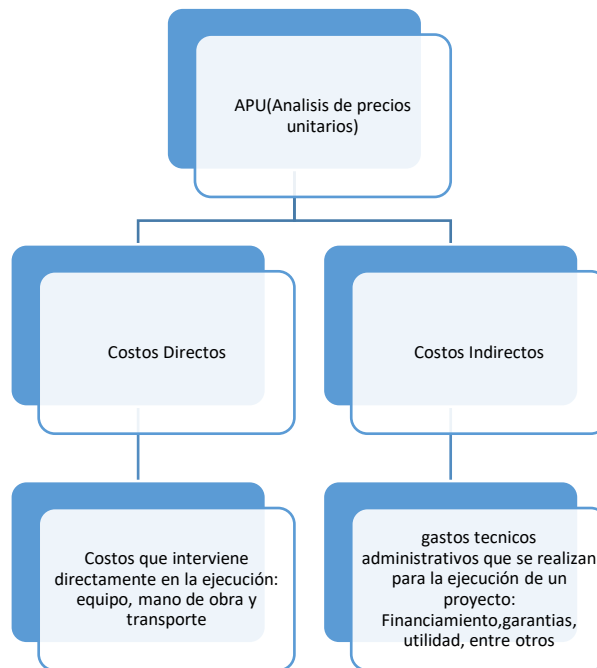 APU(Analisis de precios
unitarios)
Costos Directos
Costos Indirectos
Costos que interviene
directamente en la ejecución:
equipo, mano de obra y
transporte
gastos tecnicos
administrativos que se realizan
para la ejecución de un
proyecto:
Financiamiento,garantias,
utilidad, entre otros